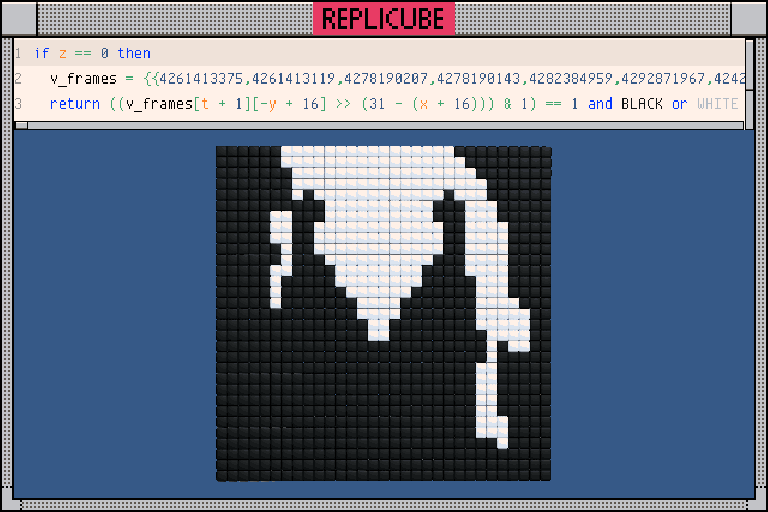 REPLICUBE
1 if z == 0 then
2 v_frames = {{4261413375,4261413119,4278190207,4278190143,4282384959,4292871967,4242
3 return ((v_frames[t + 1][-y + 16] >> (31 - (x + 16))) & 1) == 1 and BLACK or WHITE